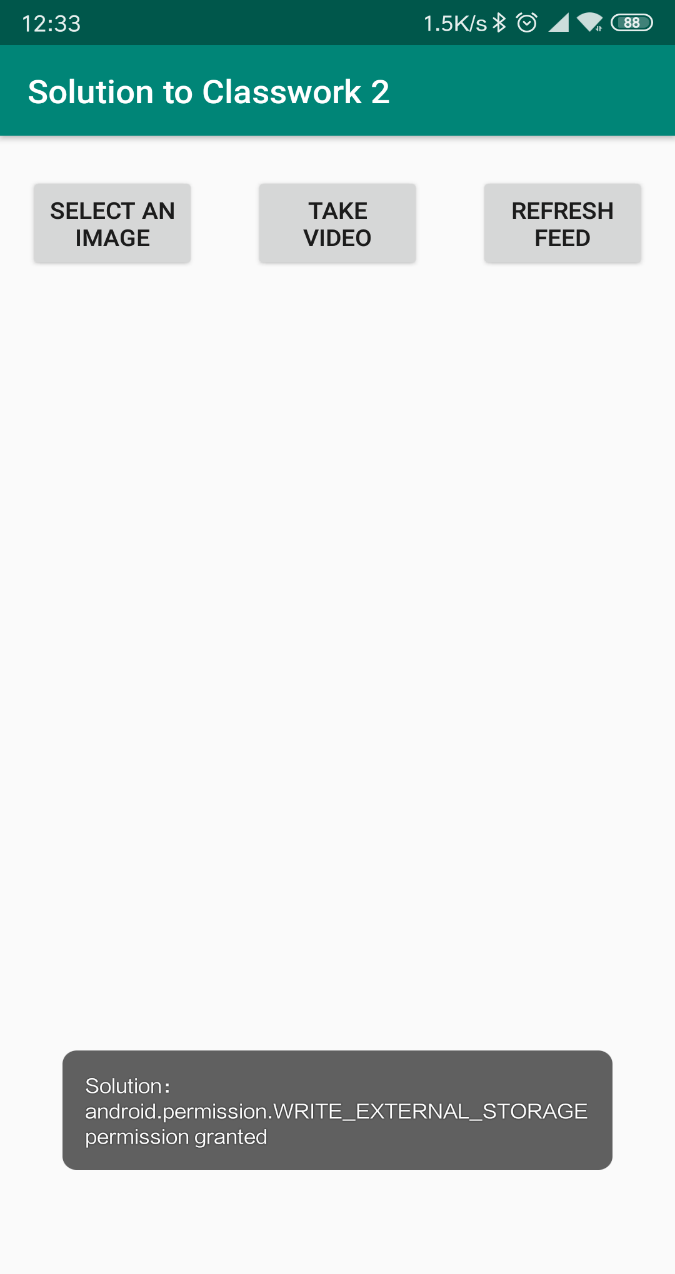 12:33
1.5K/s
88
Solution to Classwork 2
SELECT AN
IMAGE
TAKE
VIDEO
REFRESH
FEED
Solution:
android.permission.WRITE_EXTERNAL_STORAGE
permission granted